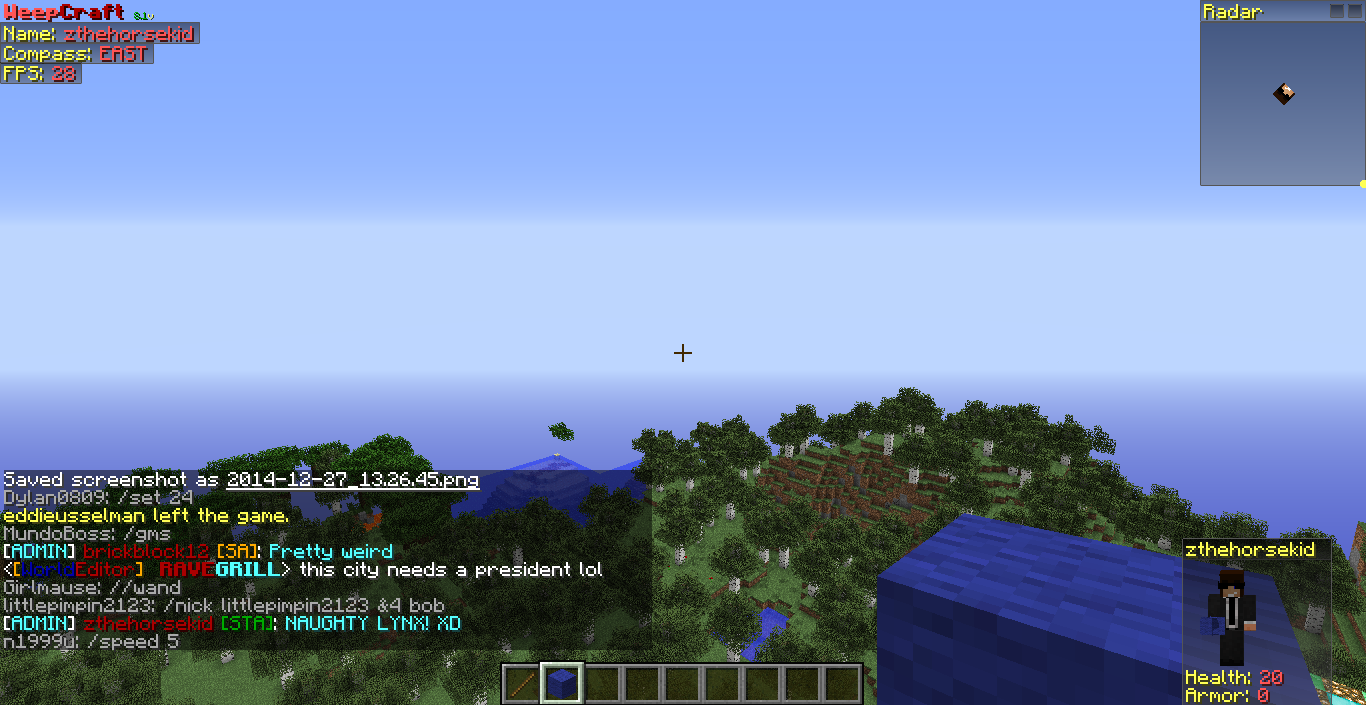 WeepCraft 8.1v
Name: zthehorsekid
Compass: EAST
FPS: 28
Radar
Saved screenshot as 2014-12-27_13.26.45.png
Dylan0809: /set 24
eddieusselman left the game.
MundoBoss: /gms
[ADMIN] brickblock12 [SA]: Pretty weird
<[WorldEditor] RAVEGRILL> this city needs a president lol
Girlmause: //wand
littlepimpin2123: /nick littlepimpin2123 &4 bob
[ADMIN] zthehorsekid [STA]: NAUGHTY LYNX! XD
n1999u: /speed 5
zthehorsekid
Health: 20
Armor: 0